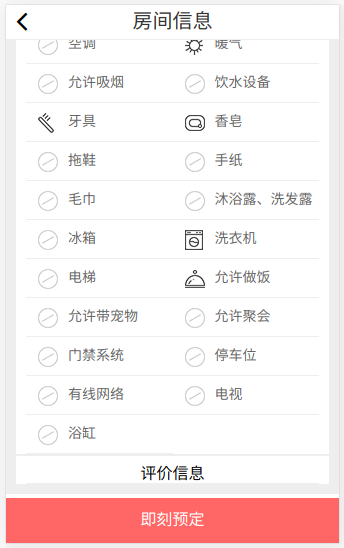 房间信息
空调 暖气
允许吸烟 饮水设备
牙具 香皂
拖鞋 手纸
毛巾 沐浴露、洗发露
冰箱 洗衣机
电梯 允许做饭
允许带宠物 允许聚会
门禁系统 停车位
有线网络 电视
浴缸
评价信息
即刻预定